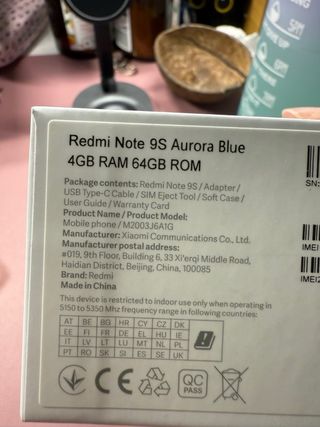 Redmi Note 9S Aurora Blue
4GB RAM 64GB ROM
Package contents: Redmi Note 9S / Adapter /
USB Type-C Cable / SIM Eject Tool / Soft Case /
User Guide / Warranty Card
Product Name / Product Model:
Mobile phone / M2003J6A1G
Manufacturer: Xiaomi Communications Co., Ltd.
Manufacturer postal address:
#019, 9th Floor, Building 6, 33 Xi'erqi Middle Road,
Haidian District, Beijing, China, 100085
Brand: Redmi
Made in China
This device is restricted to indoor use only when operating in
5150 to 5350 Mhz frequency range in following countries:
AT BE BG HR CY CZ DK
EE FI FR DE EL HU IE
IT LV LT LU MT NL PL
PT RO SK SI ES SE UK
CE
QC
PASS
SN:
IMEI
IMEI2
5PM